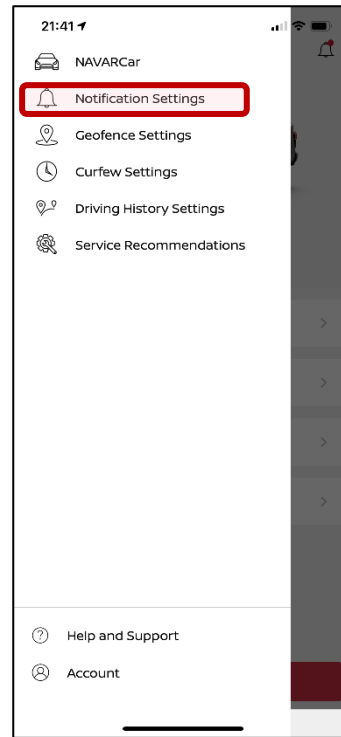 21:41
NAVARCar
Notification Settings
Geofence Settings
Curfew Settings
Driving History Settings
Service Recommendations
Help and Support
Account